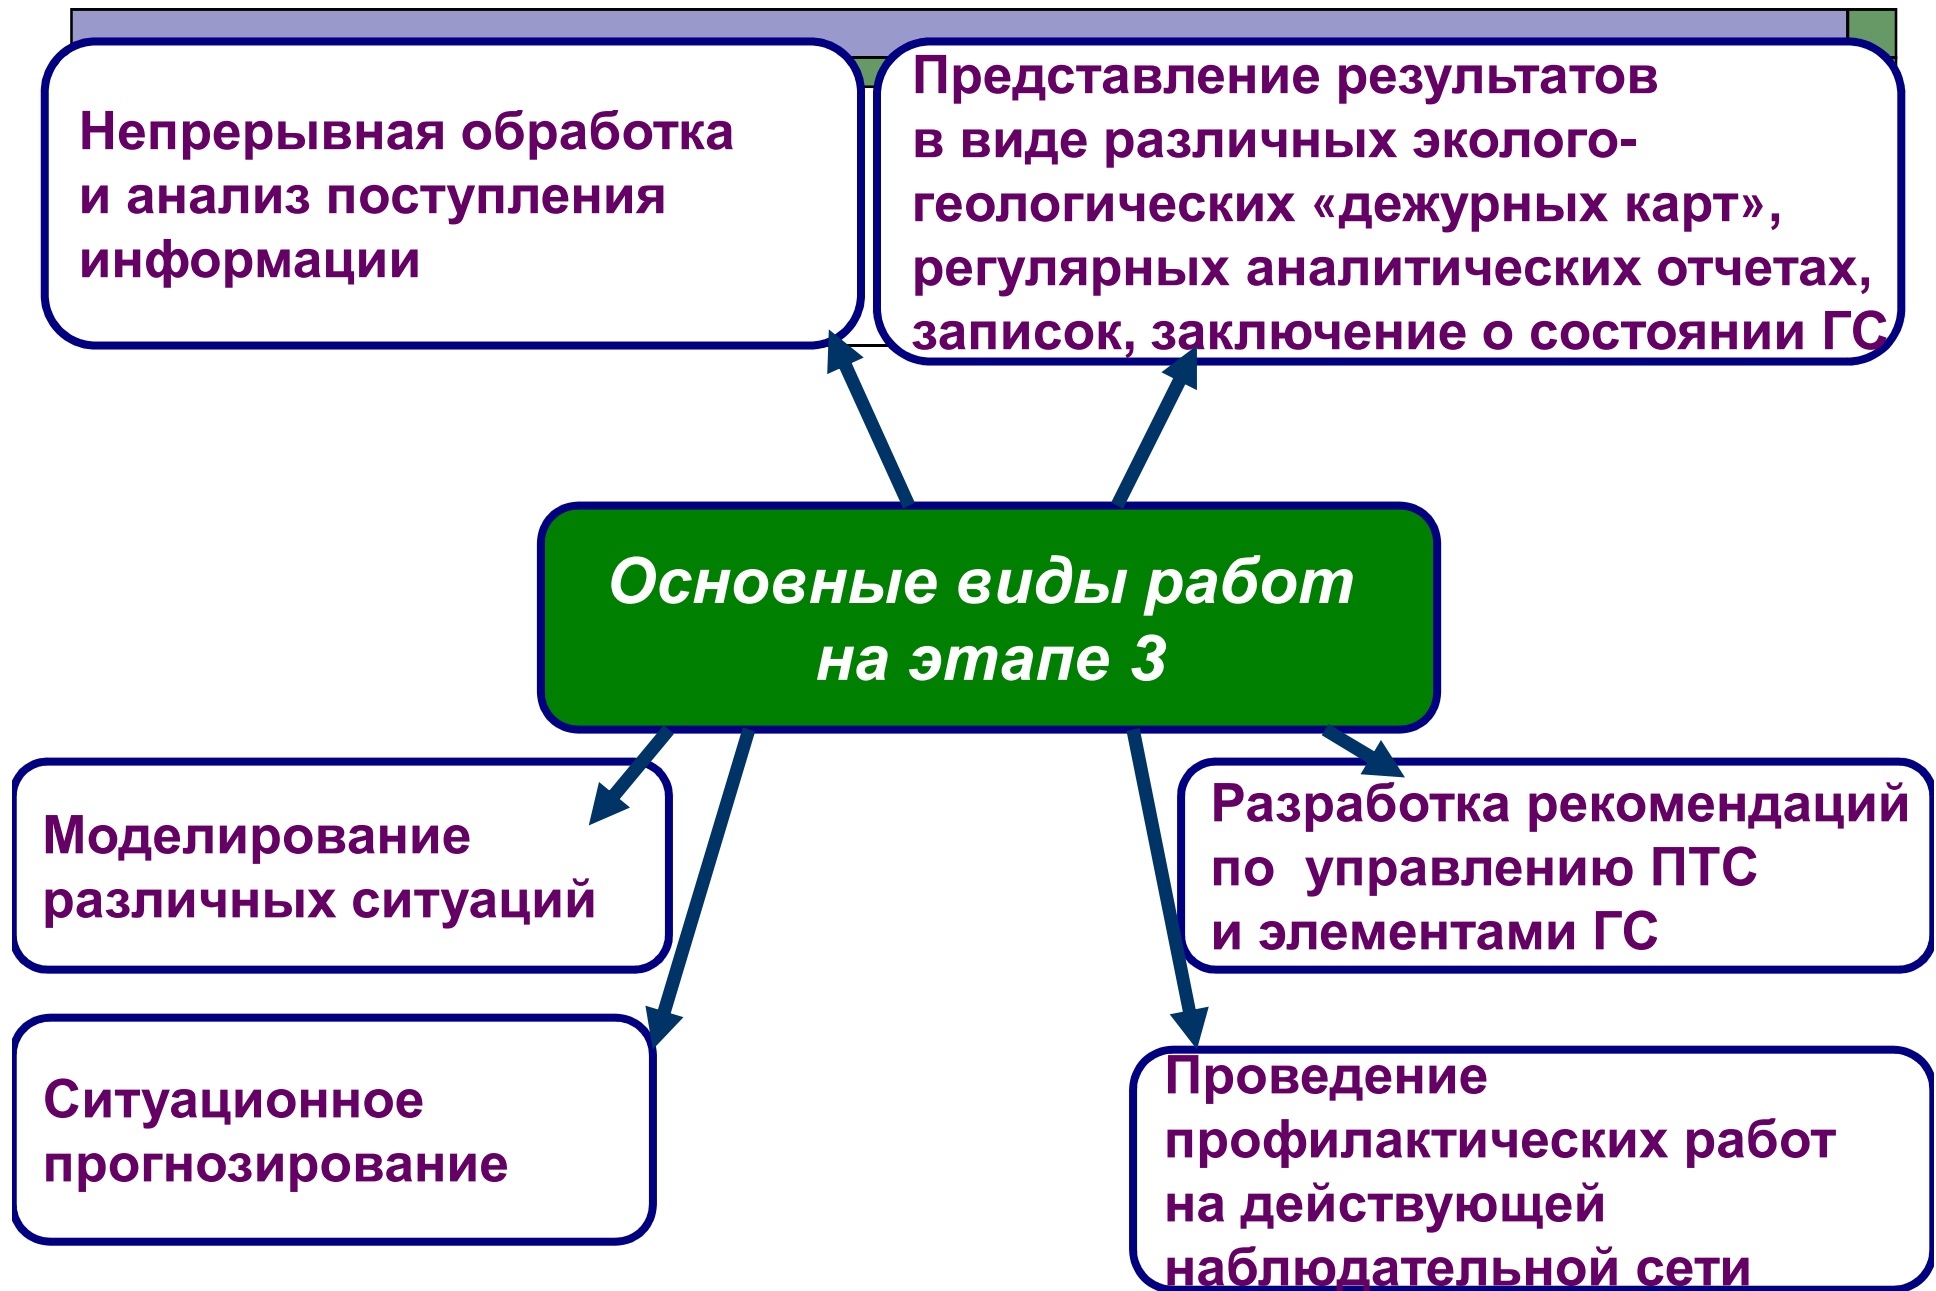 Непрерывная обработка
и анализ поступления
информации
Представление результатов
в виде различных эколого-
геологических «дежурных карт»,
регулярных аналитических отчетах,
записок, заключение о состоянии ГС
Основные виды работ
на этапе 3
Моделирование
различных ситуаций
Разработка рекомендаций
по  управлению ПТС
и элементами ГС
Ситуационное
прогнозирование
Проведение
профилактических работ
на действующей
наблюдательной сети